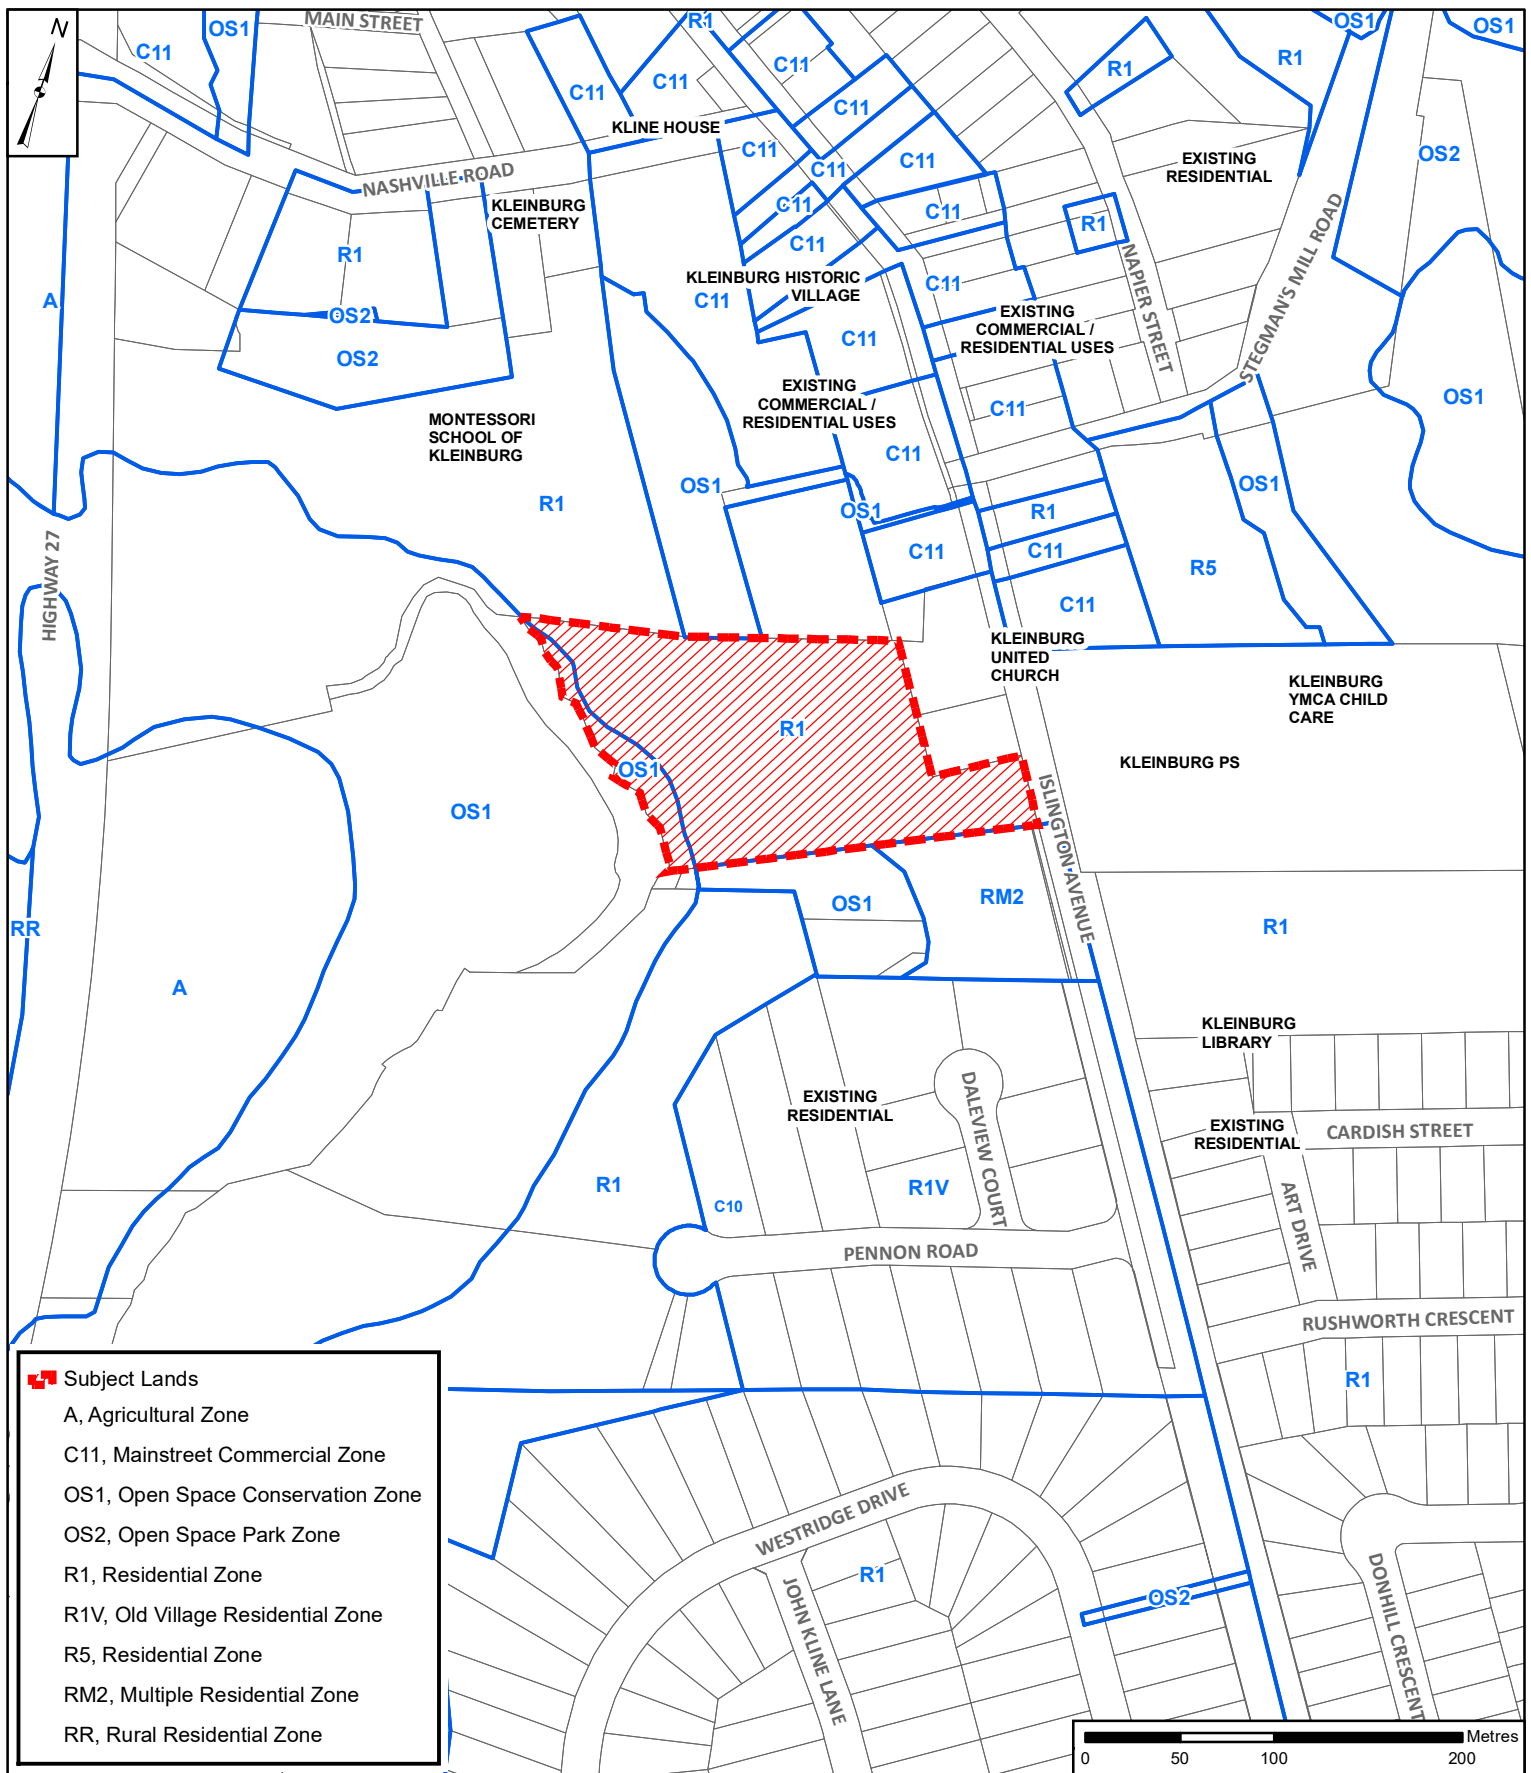 N
MAIN STREET
OS1
C11
R1
C11
C11
C11
C11
R1
R1
OS1
OS1
KLINE HOUSE
C11
C11
C11
EXISTING
RESIDENTIAL
OS2
NASHVILLE ROAD
KLEINBURG
CEMETERY
C11
C11
R1
R1
C11
A
OS2
OS2
KLEINBURG HISTORIC
VILLAGE
C11
C11
C11
EXISTING
COMMERCIAL /
RESIDENTIAL USES
NAPIER STREET
STEGMAN'S MILL ROAD
EXISTING
COMMERCIAL /
RESIDENTIAL USES
C11
OS1
MONTESSORI
SCHOOL OF
KLEINBURG
C11
R1
OS1
OS1
OS1
R1
C11
C11
R5
C11
HIGHWAY 27
KLEINBURG
UNITED
CHURCH
KLEINBURG
YMCA CHILD
CARE
R1
OS1
KLEINBURG PS
OS1
ISLINGTON AVENUE
OS1
RM2
R1
RR
A
KLEINBURG
LIBRARY
EXISTING
RESIDENTIAL
DALEVIEW COURT
EXISTING
RESIDENTIAL
CARDISH STREET
R1
C10
R1V
ART DRIVE
PENNON ROAD
RUSHWORTH CRESCENT
R1
WESTRIDGE DRIVE
R1
JOHN KLINE LANE
OS2
DONHILL CRESCENT
Subject Lands
A, Agricultural Zone
C11, Mainstreet Commercial Zone
OS1, Open Space Conservation Zone
OS2, Open Space Park Zone
R1, Residential Zone
R1V, Old Village Residential Zone
R5, Residential Zone
RM2, Multiple Residential Zone
RR, Rural Residential Zone
Metres
0 50 100 200